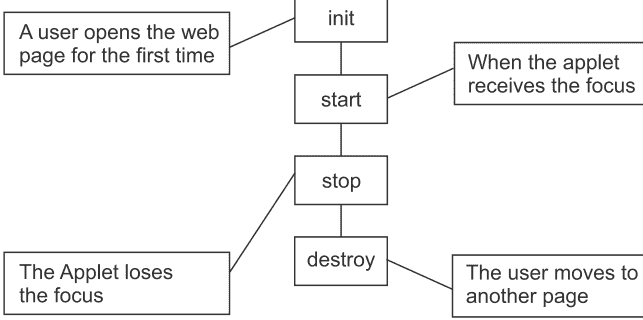 init
A user opens the web
page for the first time
start
When the applet
receives the focus
stop
The Applet loses
the focus
destroy
The user moves to
another page